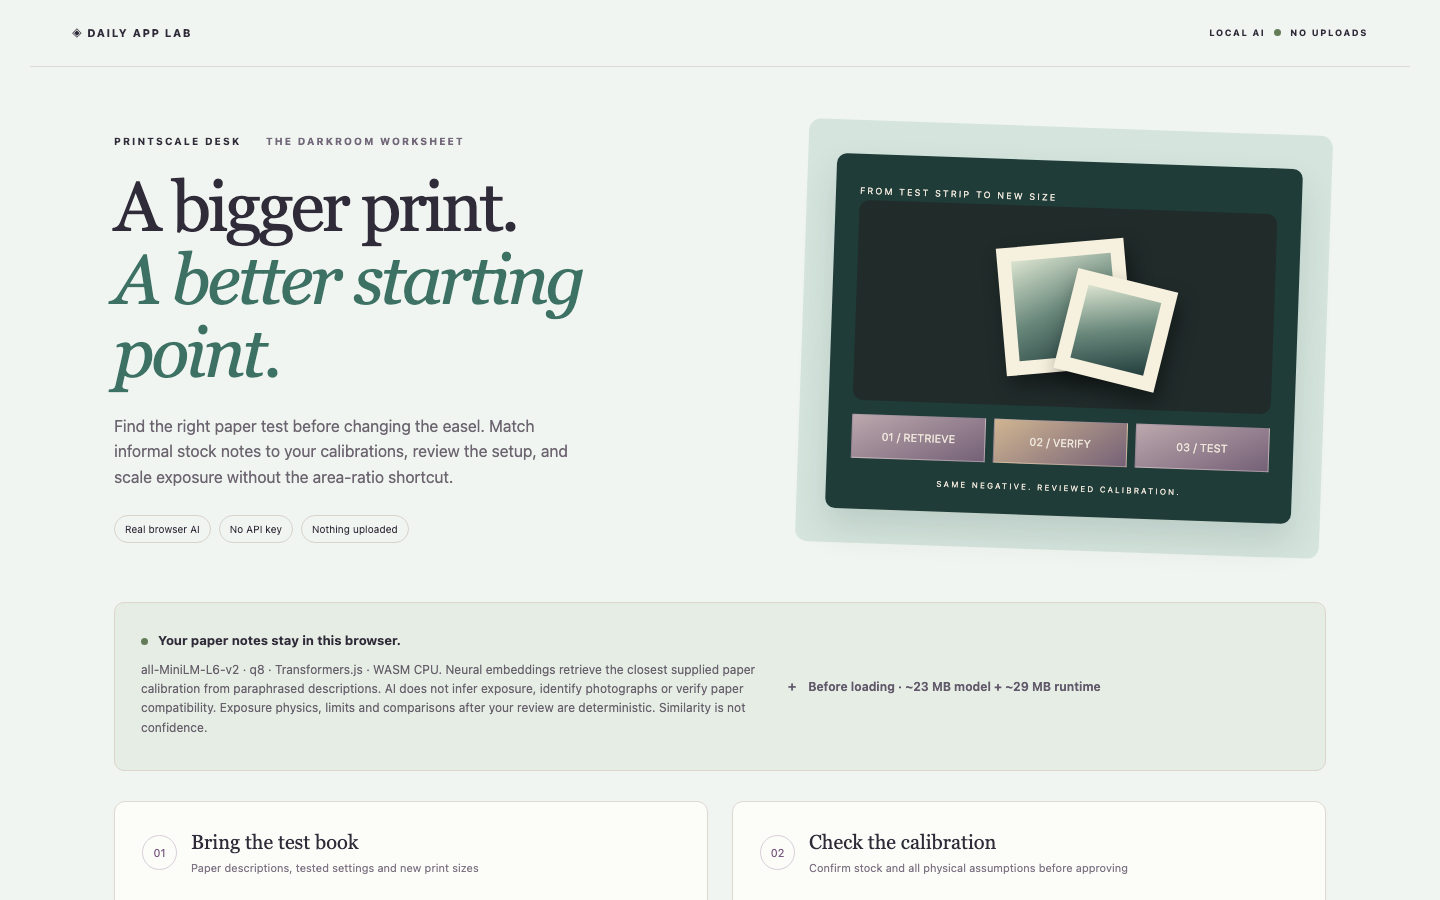 ◈ DAILY APP LAB
LOCAL AI ● NO UPLOADS
PRINTSCALE DESK THE DARKROOM WORKSHEET
A bigger print.
A better starting
point.
Find the right paper test before changing the easel. Match
informal stock notes to your calibrations, review the setup, and
scale exposure without the area-ratio shortcut.
Real browser AI No API key Nothing uploaded
FROM TEST STRIP TO NEW SIZE
01 / RETRIEVE 02 / VERIFY 03 / TEST
SAME NEGATIVE. REVIEWED CALIBRATION.
Your paper notes stay in this browser.
all-MiniLM-L6-v2 · q8 · Transformers.js · WASM CPU. Neural embeddings retrieve the closest supplied paper
calibration from paraphrased descriptions. AI does not infer exposure, identify photographs or verify paper
compatibility. Exposure physics, limits and comparisons after your review are deterministic. Similarity is not
confidence.
+ Before loading · ~23 MB model + ~29 MB runtime
01 Bring the test book
Paper descriptions, tested settings and new print sizes
02 Check the calibration
Confirm stock and all physical assumptions before approving